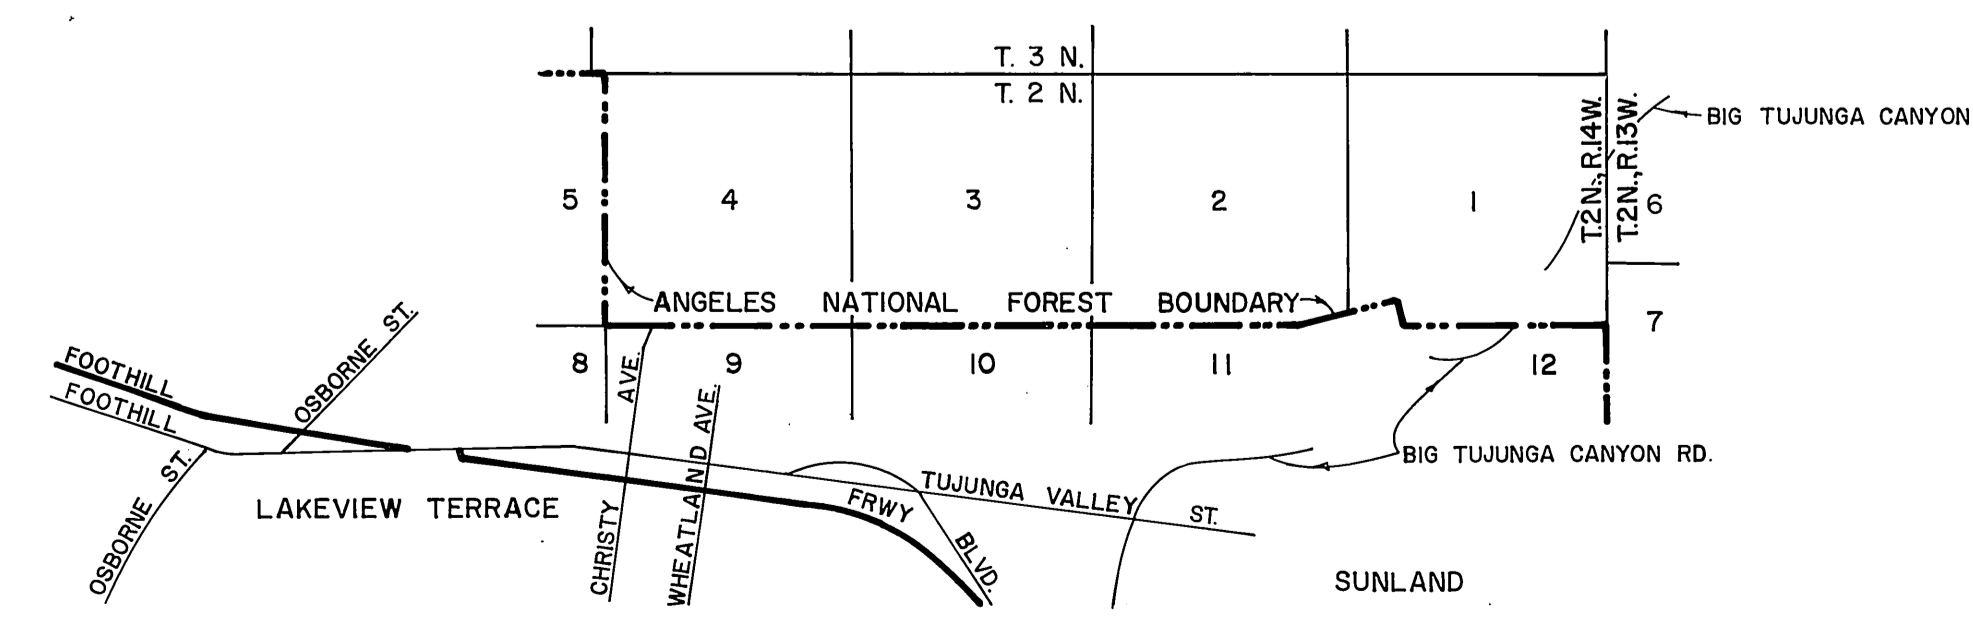 T. 3 N.
T. 2 N.
T.2N., R.14W.
T.2N., R.13W.
BIG TUJUNGA CANYON
5
4
3
2
1
6
ANGELES NATIONAL FOREST BOUNDARY
7
8
9
10
11
12
FOOTHILL
FOOTHILL
OSBORNE ST.
OSBORNE ST.
LAKEVIEW TERRACE
CHRISTY AVE.
WHEATLAND AVE.
FRWY
TUJUNGA VALLEY ST.
BLVD.
BIG TUJUNGA CANYON RD.
SUNLAND